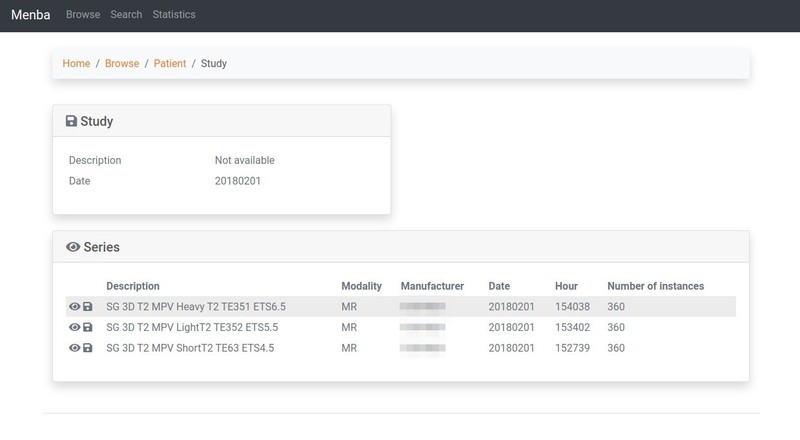 Menba Browse Search Statistics
Home / Browse / Patient / Study
Study
Description Not available
Date 20180201
Series
Description Modality Manufacturer Date Hour Number of instances
SG 3D T2 MPV Heavy T2 TE351 ETS6.5 MR 20180201 154038 360
SG 3D T2 MPV LightT2 TE352 ETS5.5 MR 20180201 153402 360
SG 3D T2 MPV ShortT2 TE63 ETS4.5 MR 20180201 152739 360